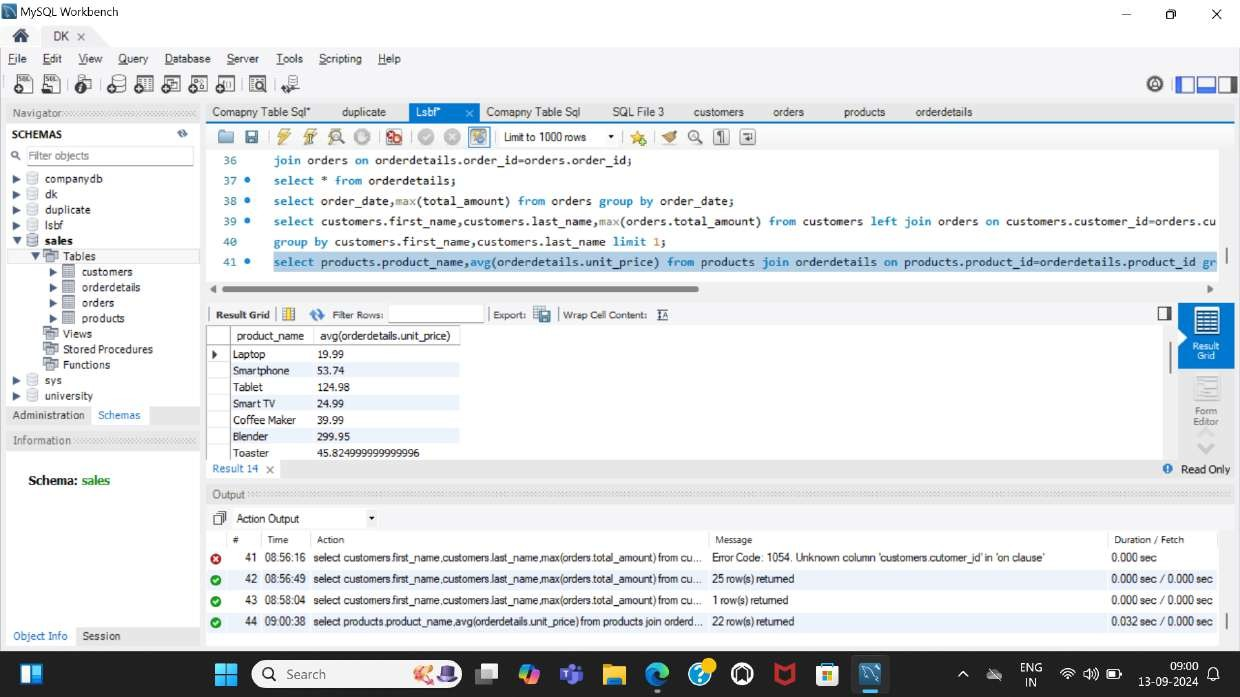 MySQL Workbench
DK
File Edit View Query Database Server Tools Scripting Help
Navigator
SCHEMAS
Filter objects
companydb
dk
duplicate
lsbf
sales
Tables
customers
orderdetails
orders
products
Views
Stored Procedures
Functions
sys
university
Administration Schemas
Information
Schema: sales
Object Info Session
Comapny Table Sql* duplicate Lsbf* Comapny Table Sql SQL File 3 customers orders products orderdetails
Limit to 1000 rows
36 join orders on orderdetails.order_id=orders.order_id;
37 select * from orderdetails;
38 select order_date,max(total_amount) from orders group by order_date;
39 select customers.first_name,customers.last_name,max(orders.total_amount) from customers left join orders on customers.customer_id=orders.cu
40 group by customers.first_name,customers.last_name limit 1;
41 select products.product_name,avg(orderdetails.unit_price) from products join orderdetails on products.product_id=orderdetails.product_id gr
Result Grid Filter Rows: Export: Wrap Cell Content: IA
product_name avg(orderdetails.unit_price)
Laptop 19.99
Smartphone 53.74
Tablet 124.98
Smart TV 24.99
Coffee Maker 39.99
Blender 299.95
Toaster 45.824999999999996
Result Grid
Form Editor
Result 14
Read Only
Output
Action Output
# Time Action Message Duration / Fetch
41 08:56:16 select customers.first_name,customers.last_name,max(orders.total_amount) from cu... Error Code: 1054. Unknown column 'customers.cutomer_id' in 'on clause' 0.000 sec
42 08:56:49 select customers.first_name,customers.last_name,max(orders.total_amount) from cu... 25 row(s) returned 0.000 sec / 0.000 sec
43 08:58:04 select customers.first_name,customers.last_name,max(orders.total_amount) from cu... 1 row(s) returned 0.000 sec / 0.000 sec
44 09:00:38 select products.product_name,avg(orderdetails.unit_price) from products join orderd... 22 row(s) returned 0.032 sec / 0.000 sec
Search
ENG
IN
09:00
13-09-2024